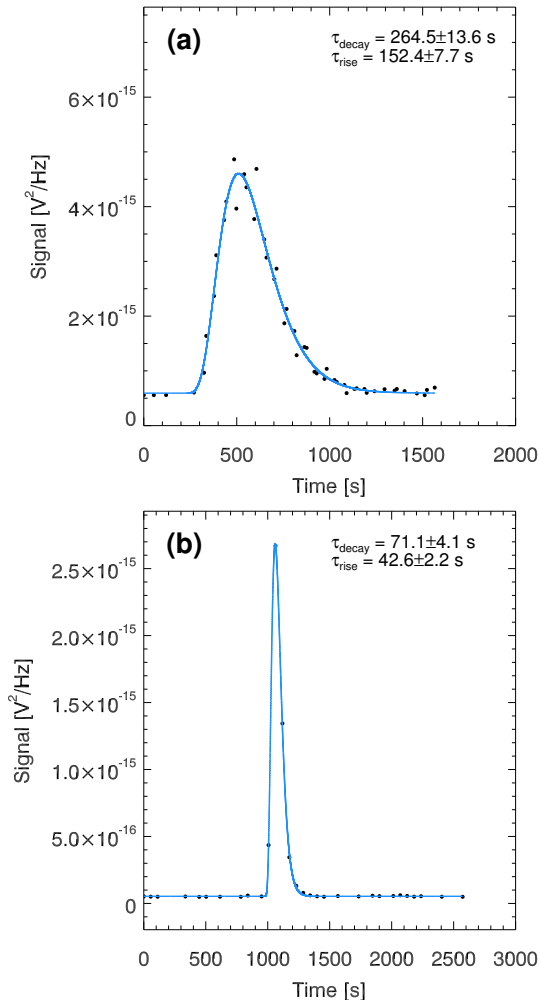 (a)
τdecay = 264.5±13.6 s
τrise = 152.4±7.7 s
6×10⁻¹⁵
4×10⁻¹⁵
2×10⁻¹⁵
0
Signal [V²/Hz]
0 500 1000 1500 2000
Time [s]
(b)
τdecay = 71.1±4.1 s
τrise = 42.6±2.2 s
2.5×10⁻¹⁵
2.0×10⁻¹⁵
1.5×10⁻¹⁵
1.0×10⁻¹⁵
5.0×10⁻¹⁶
0
Signal [V²/Hz]
0 500 1000 1500 2000 2500 3000
Time [s]